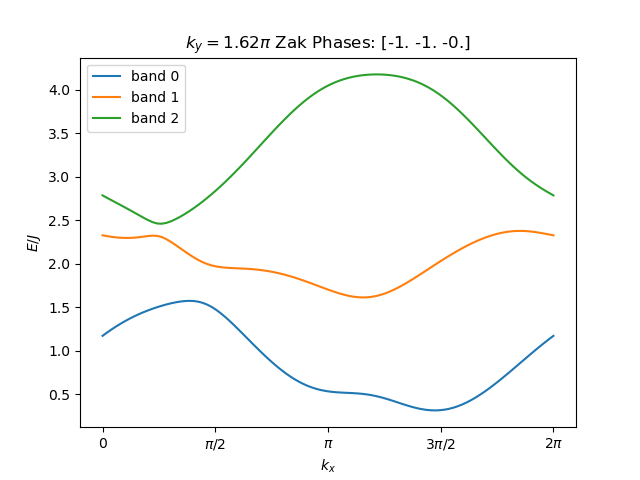 k_y = 1.62π Zak Phases: [-1. -1. -0.]
band 0
band 1
band 2
E/J
4.0
3.5
3.0
2.5
2.0
1.5
1.0
0.5
0 π/2 π 3π/2 2π
k_x